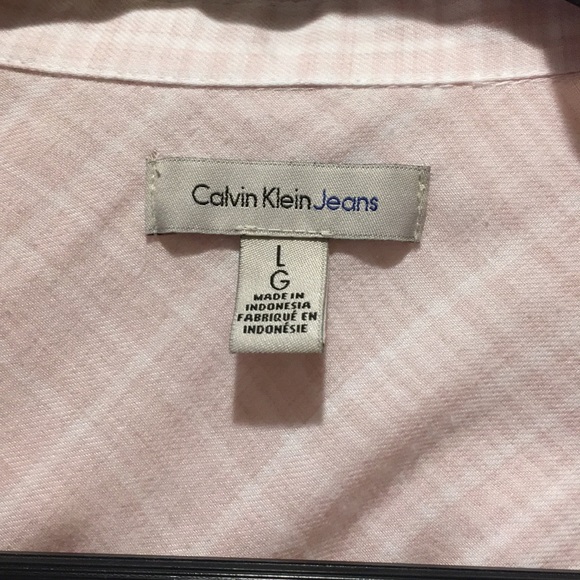 Calvin Klein Jeans
L
G
MADE IN
INDONESIA
FABRIQUÉ EN
INDONÉSIE